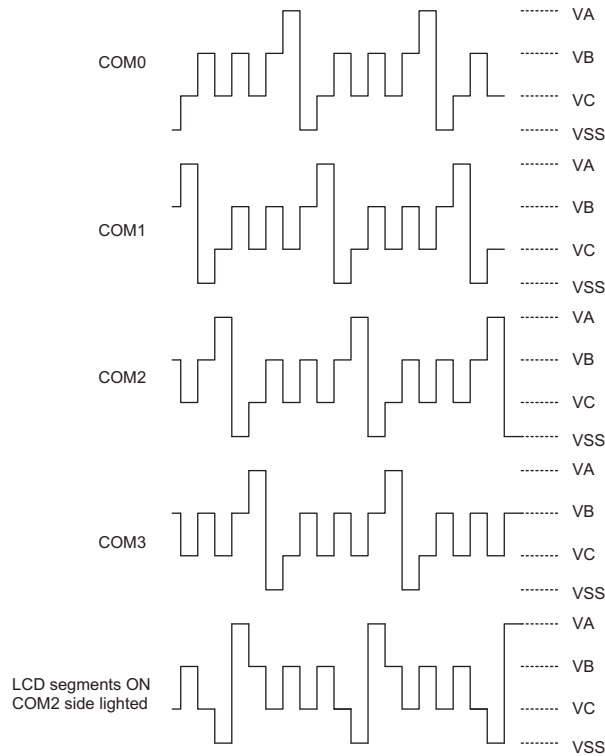 VA
COM0
VB
VC
VSS
VA
VB
COM1
VC
VSS
VA
VB
COM2
VC
VSS
VA
VB
COM3
VC
VSS
VA
VB
LCD segments ON
COM2 side lighted
VC
VSS